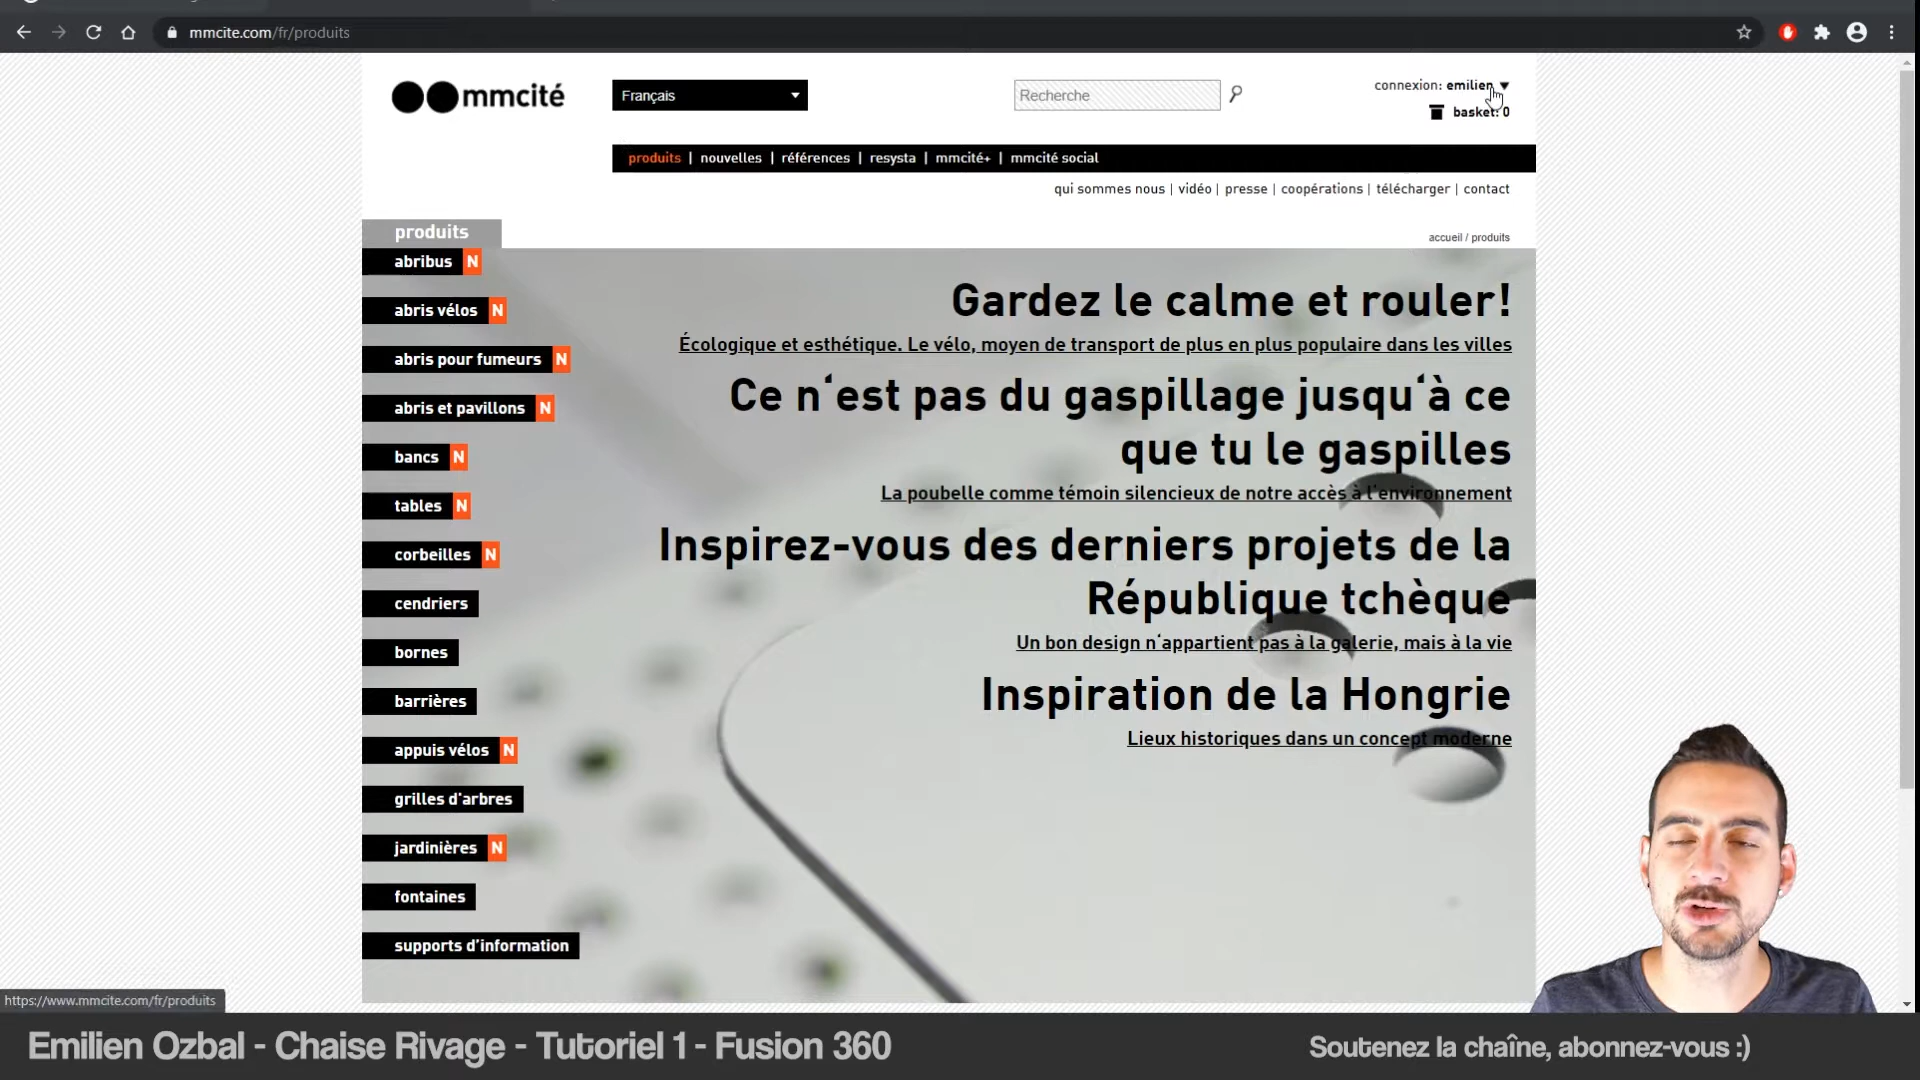 mmcite.com/fr/produits
mmcité
Français
Recherche
connexion: emilien
basket: 0
produits | nouvelles | références | resysta | mmcité+ | mmcité social
qui sommes nous | vidéo | presse | coopérations | télécharger | contact
produits
accueil / produits
abribus N
abris vélos N
abris pour fumeurs N
abris et pavillons N
bancs N
tables N
corbeilles N
cendriers
bornes
barrières
appuis vélos N
grilles d'arbres
jardinières N
fontaines
supports d'information
Gardez le calme et rouler!
Écologique et esthétique. Le vélo, moyen de transport de plus en plus populaire dans les villes
Ce n‘est pas du gaspillage jusqu‘à ce
que tu le gaspilles
La poubelle comme témoin silencieux de notre accès à l'environnement
Inspirez-vous des derniers projets de la
République tchèque
Un bon design n‘appartient pas à la galerie, mais à la vie
Inspiration de la Hongrie
Lieux historiques dans un concept moderne
https://www.mmcite.com/fr/produits
Emilien Ozbal - Chaise Rivage - Tutoriel 1 - Fusion 360
Soutenez la chaîne, abonnez-vous :)